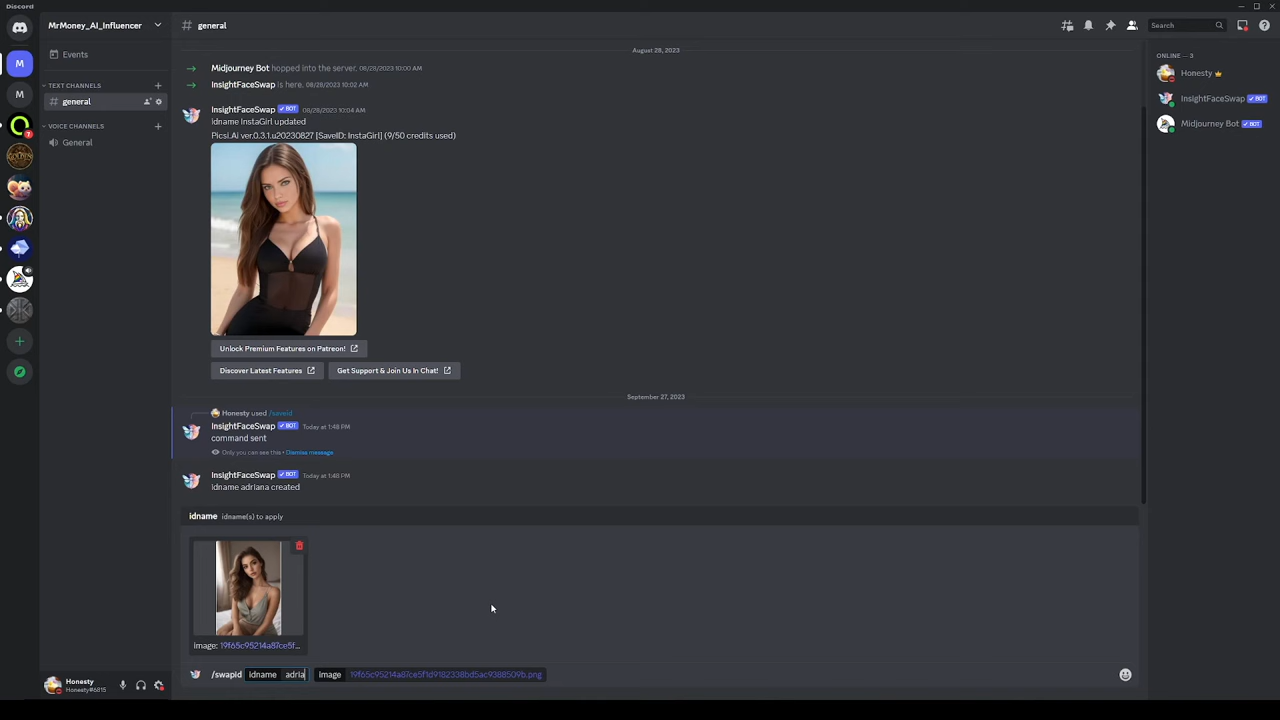 Discord
MrMoney_AI_Influencer
general
Search
Events
TEXT CHANNELS
general
VOICE CHANNELS
General
August 28, 2023
Midjourney Bot hopped into the server. 08/28/2023 10:00 AM
InsightFaceSwap is here. 08/28/2023 10:02 AM
InsightFaceSwap BOT 08/28/2023 10:04 AM
Idname InstaGirl updated
Picsi.Ai ver.0.3.1.u20230827 [SaveID: InstaGirl] (9/50 credits used)
Unlock Premium Features on Patreon!
Discover Latest Features
Get Support & Join Us In Chat!
September 27, 2023
Honesty used /saveid
InsightFaceSwap BOT Today at 1:48 PM
command sent
Only you can see this • Dismiss message
InsightFaceSwap BOT Today at 1:48 PM
Idname adriana created
idname idname(s) to apply
image: 19f65c95214a87ce5f...
/swapid idname adria image 19f65c95214a87ce5f1d9182338bd5ac9388509b.png
Honesty
Honesty#6815
ONLINE — 3
Honesty
InsightFaceSwap BOT
Midjourney Bot BOT
M
M
7